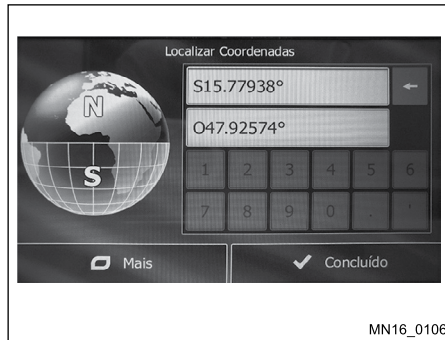 Localizar Coordenadas
N
S
S15.77938°
O47.92574°
1 2 3 4 5 6
7 8 9 0 . '
Mais
Concluído
MN16_0106